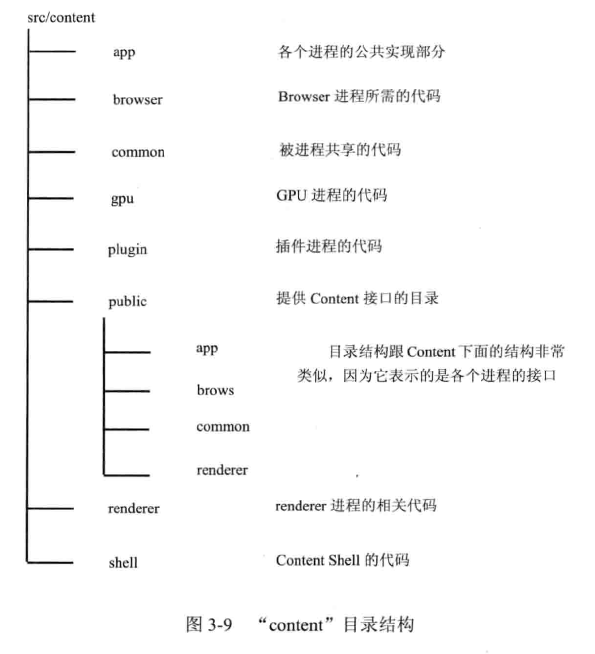 src/content
app 各个进程的公共实现部分
browser Browser 进程所需的代码
common 被进程共享的代码
gpu GPU 进程的代码
plugin 插件进程的代码
public 提供 Content 接口的目录
app 目录结构跟 Content 下面的结构非常
类似，因为它表示的是各个进程的接口
brows
common
renderer
renderer renderer 进程的相关代码
shell Content Shell 的代码
图 3-9 “content”目录结构